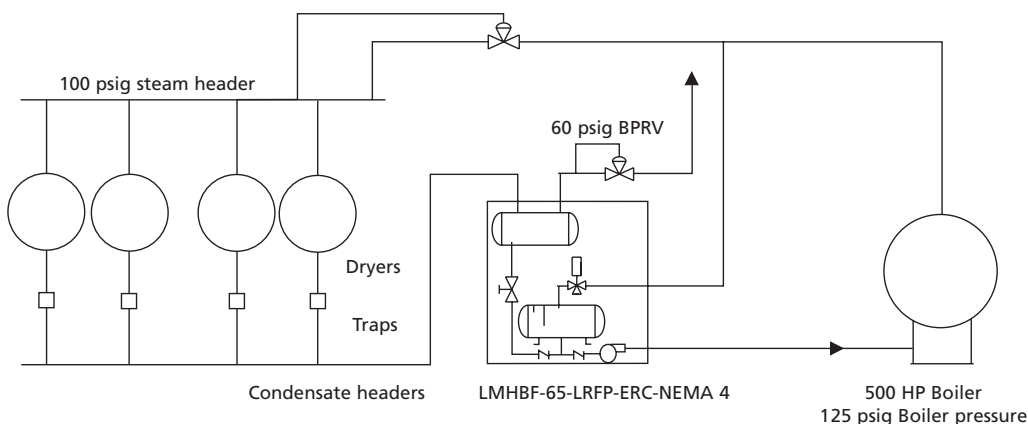 100 psig steam header
60 psig BPRV
Dryers
Traps
Condensate headers
LMHBF-65-LRFP-ERC-NEMA 4
500 HP Boiler
125 psig Boiler pressure